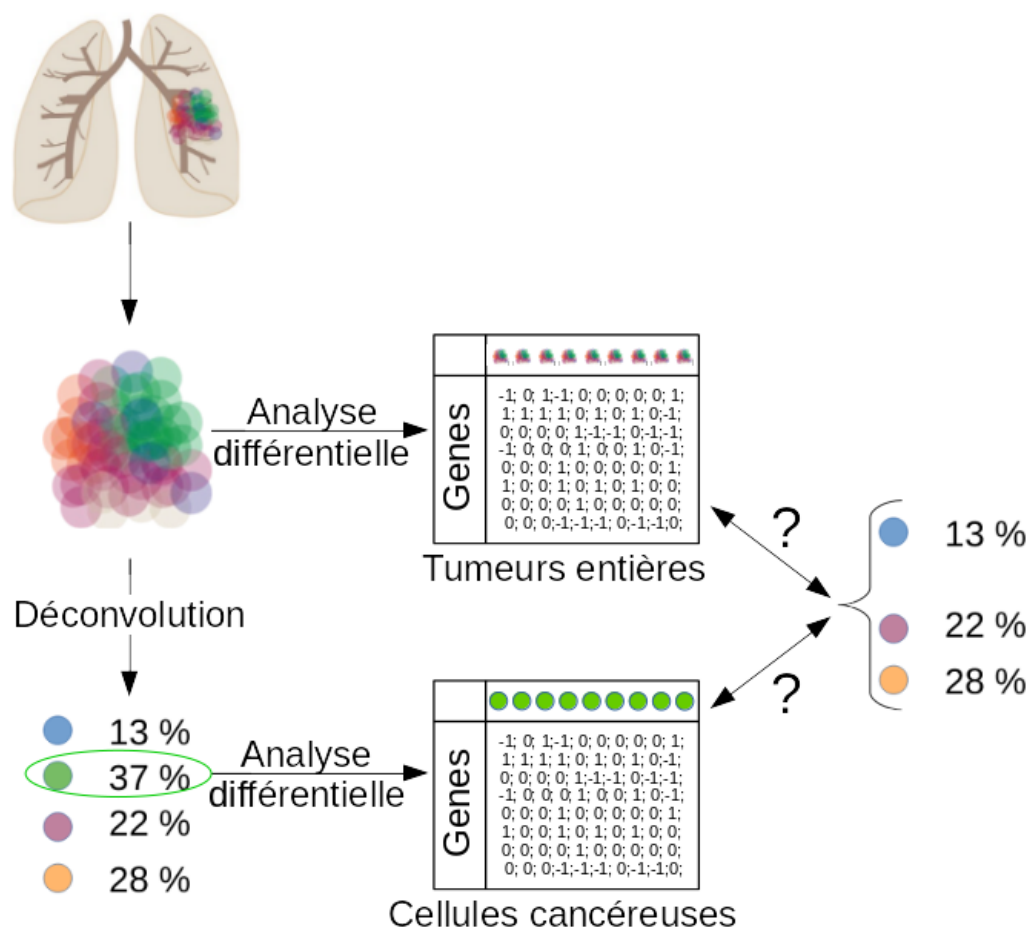 Analyse
différentielle
Genes
-1; 0; 1;-1; 0; 0; 0; 0; 0; 1;
1; 1; 1; 1; 0; 1; 0; 1; 0;-1;
0; 0; 0; 0; 1;-1;-1; 0;-1;-1;
-1; 0; 0; 0; 1; 0; 0; 1; 0;-1;
0; 0; 0; 1; 0; 0; 0; 0; 0; 1;
1; 0; 0; 1; 0; 1; 0; 1; 0; 0;
0; 0; 0; 0; 1; 0; 0; 0; 0; 0;
0; 0; 0;-1;-1;-1; 0;-1;-1;0;
Tumeurs entières
?
13 %
22 %
28 %
?
Déconvolution
13 %
37 %
22 %
28 %
Analyse
différentielle
Genes
-1; 0; 1;-1; 0; 0; 0; 0; 0; 1;
1; 1; 1; 1; 0; 1; 0; 1; 0;-1;
0; 0; 0; 0; 1;-1;-1; 0;-1;-1;
-1; 0; 0; 0; 1; 0; 0; 1; 0;-1;
0; 0; 0; 1; 0; 0; 0; 0; 0; 1;
1; 0; 0; 1; 0; 1; 0; 1; 0; 0;
0; 0; 0; 0; 1; 0; 0; 0; 0; 0;
0; 0; 0;-1;-1;-1; 0;-1;-1;0;
Cellules cancéreuses